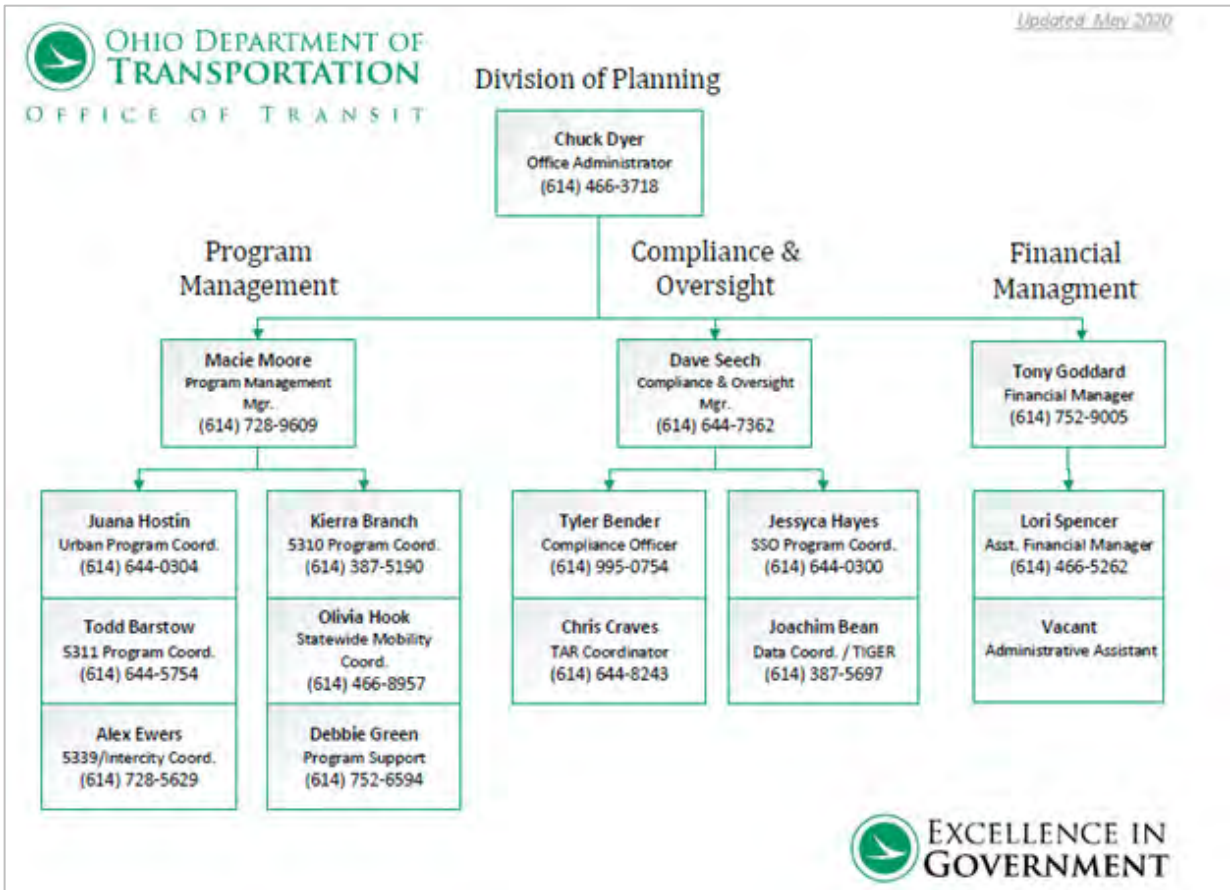 Updated: May 2020
OHIO DEPARTMENT OF
TRANSPORTATION
OFFICE OF TRANSIT
Division of Planning
Chuck Dyer
Office Administrator
(614) 466-3718
Program
Management
Compliance &
Oversight
Financial
Managment
Macie Moore
Program Management
Mgr.
(614) 728-9609
Dave Seech
Compliance & Oversight
Mgr.
(614) 644-7362
Tony Goddard
Financial Manager
(614) 752-9005
Juana Hostin
Urban Program Coord.
(614) 644-0304
Kierra Branch
5310 Program Coord.
(614) 387-5190
Tyler Bender
Compliance Officer
(614) 995-0754
Jessyca Hayes
SSO Program Coord.
(614) 644-0300
Lori Spencer
Asst. Financial Manager
(614) 466-5262
Todd Barstow
5311 Program Coord.
(614) 644-5754
Olivia Hook
Statewide Mobility
Coord.
(614) 466-8957
Chris Craves
TAR Coordinator
(614) 644-8243
Joachim Bean
Data Coord. / TIGER
(614) 387-5697
Vacant
Administrative Assistant
Alex Ewers
5339/Intercity Coord.
(614) 728-5629
Debbie Green
Program Support
(614) 752-6594
EXCELLENCE IN
GOVERNMENT